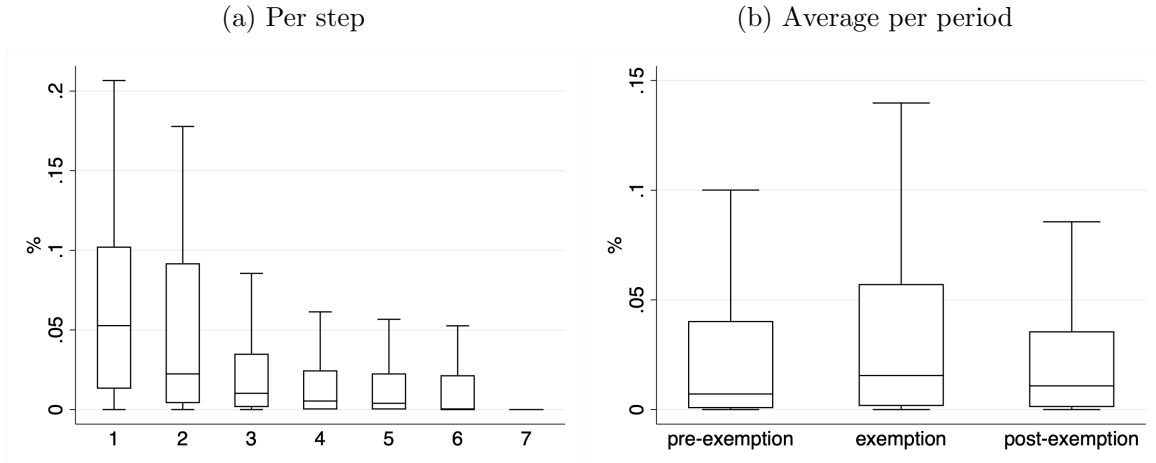 (a) Per step
%
.2
.15
.1
.05
0
1 2 3 4 5 6 7
(b) Average per period
%
.15
.1
.05
0
pre-exemption exemption post-exemption